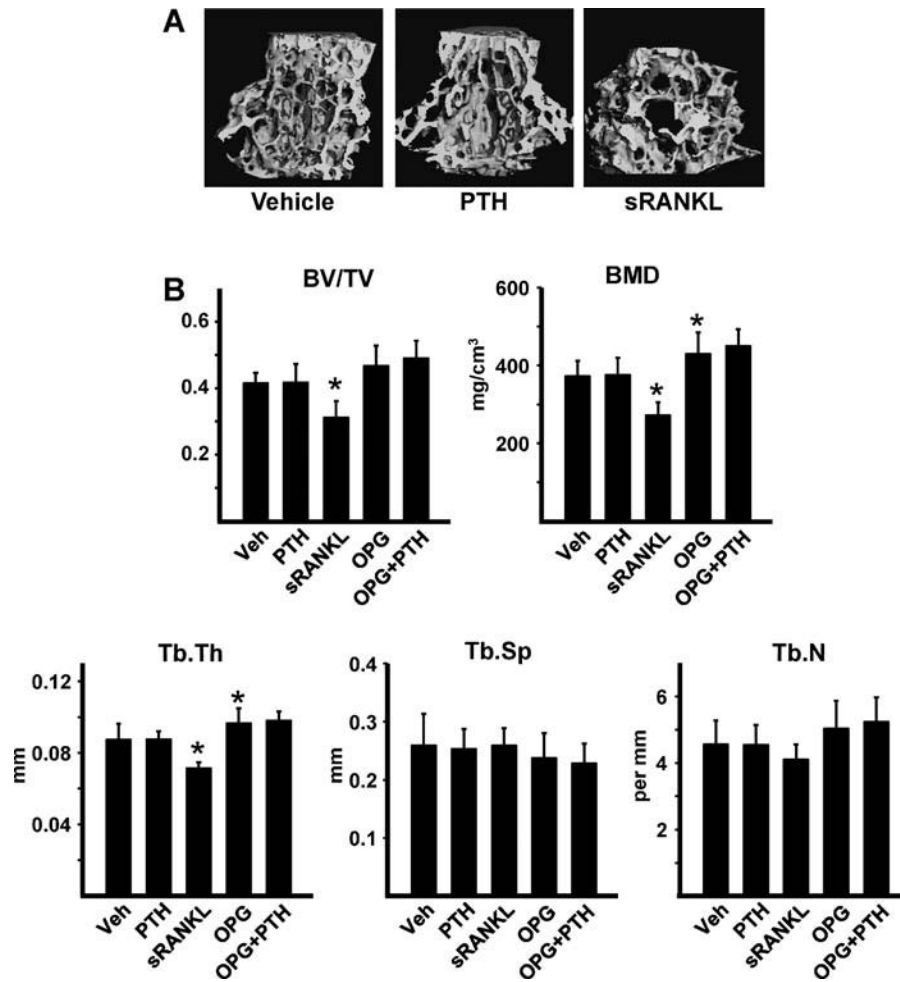 A
Vehicle PTH sRANKL
B
BV/TV
0.6
0.4
0.2
Veh PTH sRANKL OPG OPG+PTH
BMD
mg/cm³
600
400
200
Veh PTH sRANKL OPG OPG+PTH
* * *
Tb.Th
mm
0.12
0.08
0.04
* *
Veh PTH sRANKL OPG OPG+PTH
Tb.Sp
mm
0.4
0.3
0.2
0.1
Veh PTH sRANKL OPG OPG+PTH
Tb.N
per mm
6
4
2
Veh PTH sRANKL OPG OPG+PTH